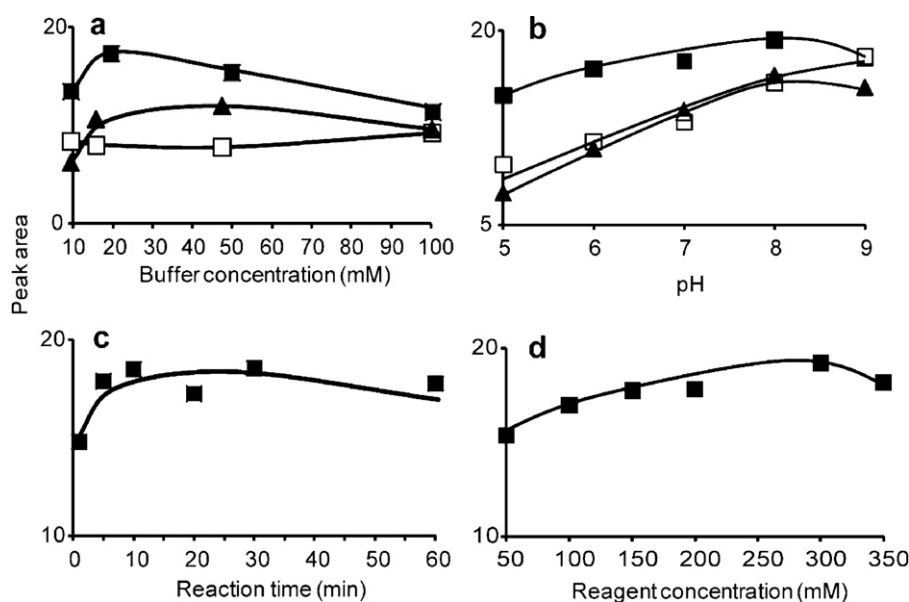 a
20
0
10 20 30 40 50 60 70 80 90 100
Buffer concentration (mM)
b
20
5
5 6 7 8 9
pH
Peak area
c
20
10
0 10 20 30 40 50 60
Reaction time (min)
d
20
10
50 100 150 200 250 300 350
Reagent concentration (mM)